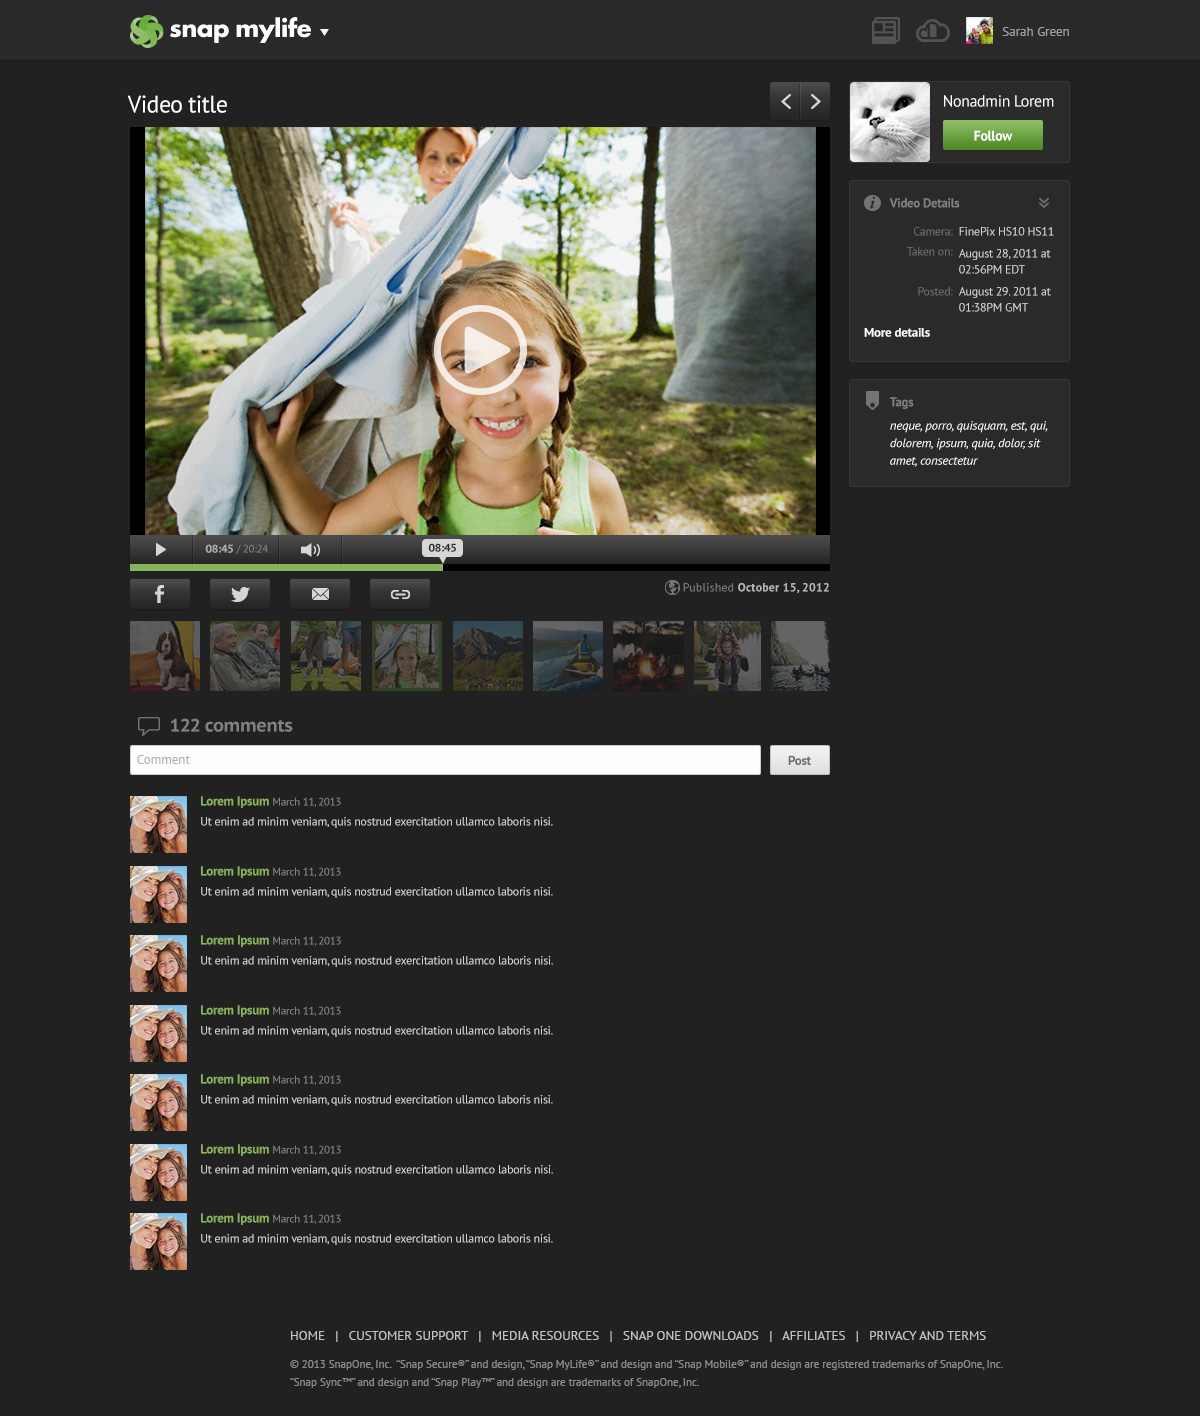 snap mylife
Sarah Green
Video title
Nonadmin Lorem
Follow
Video Details
Camera: FinePix HS10 HS11
Taken on: August 28, 2011 at
02:56PM EDT
Posted: August 29. 2011 at
01:38PM GMT
More details
Tags
neque, porro, quisquam, est, qui,
dolorem, ipsum, quia, dolor, sit
amet, consectetur
08:45 / 20:24
08:45
Published October 15, 2012
122 comments
Comment
Post
Lorem Ipsum March 11, 2013
Ut enim ad minim veniam, quis nostrud exercitation ullamco laboris nisi.
Lorem Ipsum March 11, 2013
Ut enim ad minim veniam, quis nostrud exercitation ullamco laboris nisi.
Lorem Ipsum March 11, 2013
Ut enim ad minim veniam, quis nostrud exercitation ullamco laboris nisi.
Lorem Ipsum March 11, 2013
Ut enim ad minim veniam, quis nostrud exercitation ullamco laboris nisi.
Lorem Ipsum March 11, 2013
Ut enim ad minim veniam, quis nostrud exercitation ullamco laboris nisi.
Lorem Ipsum March 11, 2013
Ut enim ad minim veniam, quis nostrud exercitation ullamco laboris nisi.
Lorem Ipsum March 11, 2013
Ut enim ad minim veniam, quis nostrud exercitation ullamco laboris nisi.
HOME | CUSTOMER SUPPORT | MEDIA RESOURCES | SNAP ONE DOWNLOADS | AFFILIATES | PRIVACY AND TERMS
© 2013 SnapOne, Inc. “Snap Secure®” and design, “Snap MyLife®” and design and “Snap Mobile®” and design are registered trademarks of SnapOne, Inc.
“Snap Sync™” and design and “Snap Play™” and design are trademarks of SnapOne, Inc.